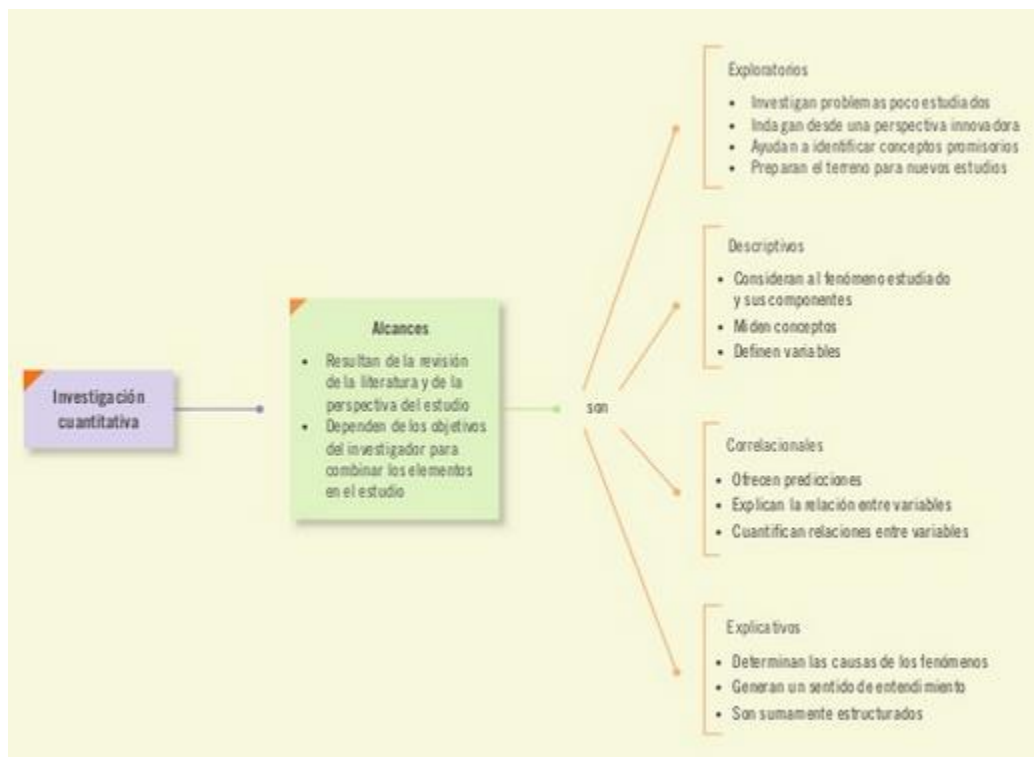 Investigación
cuantitativa
Alcances
• Resultan de la revisión
de la literatura y de la
perspectiva del estudio
• Dependen de los objetivos
del investigador para
combinar los elementos
en el estudio
son
Exploratorios
• Investigan problemas poco estudiados
• Indagan desde una perspectiva innovadora
• Ayudan a identificar conceptos promisorios
• Preparan el terreno para nuevos estudios
Descriptivos
• Consideran al fenómeno estudiado
y sus componentes
• Miden conceptos
• Definen variables
Correlacionales
• Ofrecen predicciones
• Explican la relación entre variables
• Cuantifican relaciones entre variables
Explicativos
• Determinan las causas de los fenómenos
• Generan un sentido de entendimiento
• Son sumamente estructurados